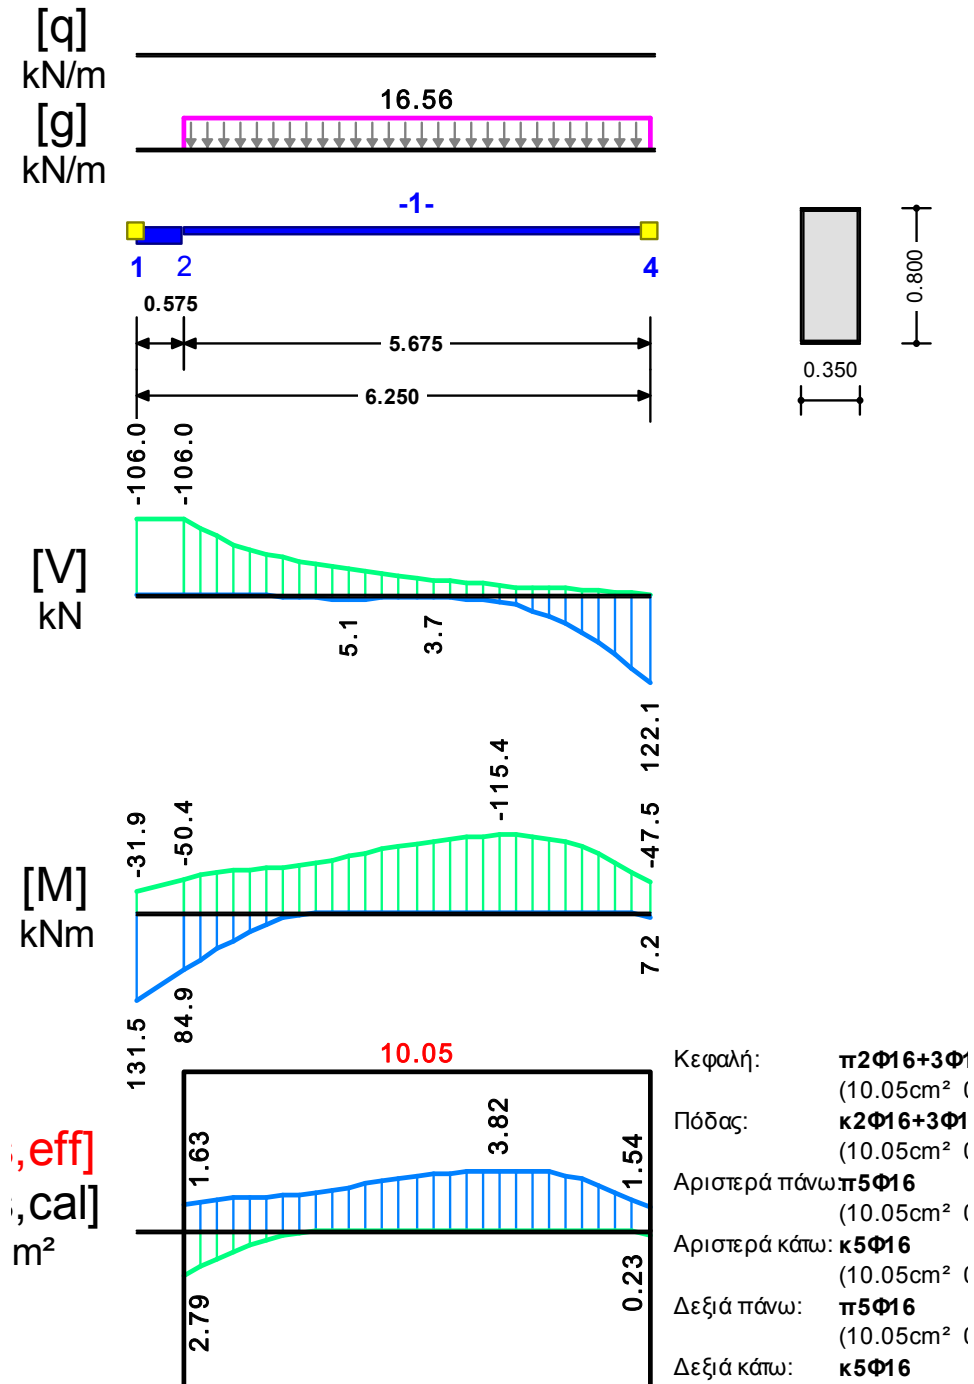 [q]
kN/m
16.56
[g]
kN/m
-1-
1 2 4
0.575
5.675
6.250
0.800
0.350
-106.0 -106.0
[V]
kN
5.1 3.7
122.1
-31.9 -50.4 -115.4 -47.5
[M]
kNm
131.5 84.9 7.2
10.05
,eff]
,cal]
m²
1.63 3.82 1.54
2.79 0.23
Κεφαλή: π2Φ16+3Φ1
(10.05cm²
Πόδας: κ2Φ16+3Φ1
(10.05cm²
Αριστερά πάνω: π5Φ16
(10.05cm²
Αριστερά κάτω: κ5Φ16
(10.05cm²
Δεξιά πάνω: π5Φ16
(10.05cm²
Δεξιά κάτω: κ5Φ16